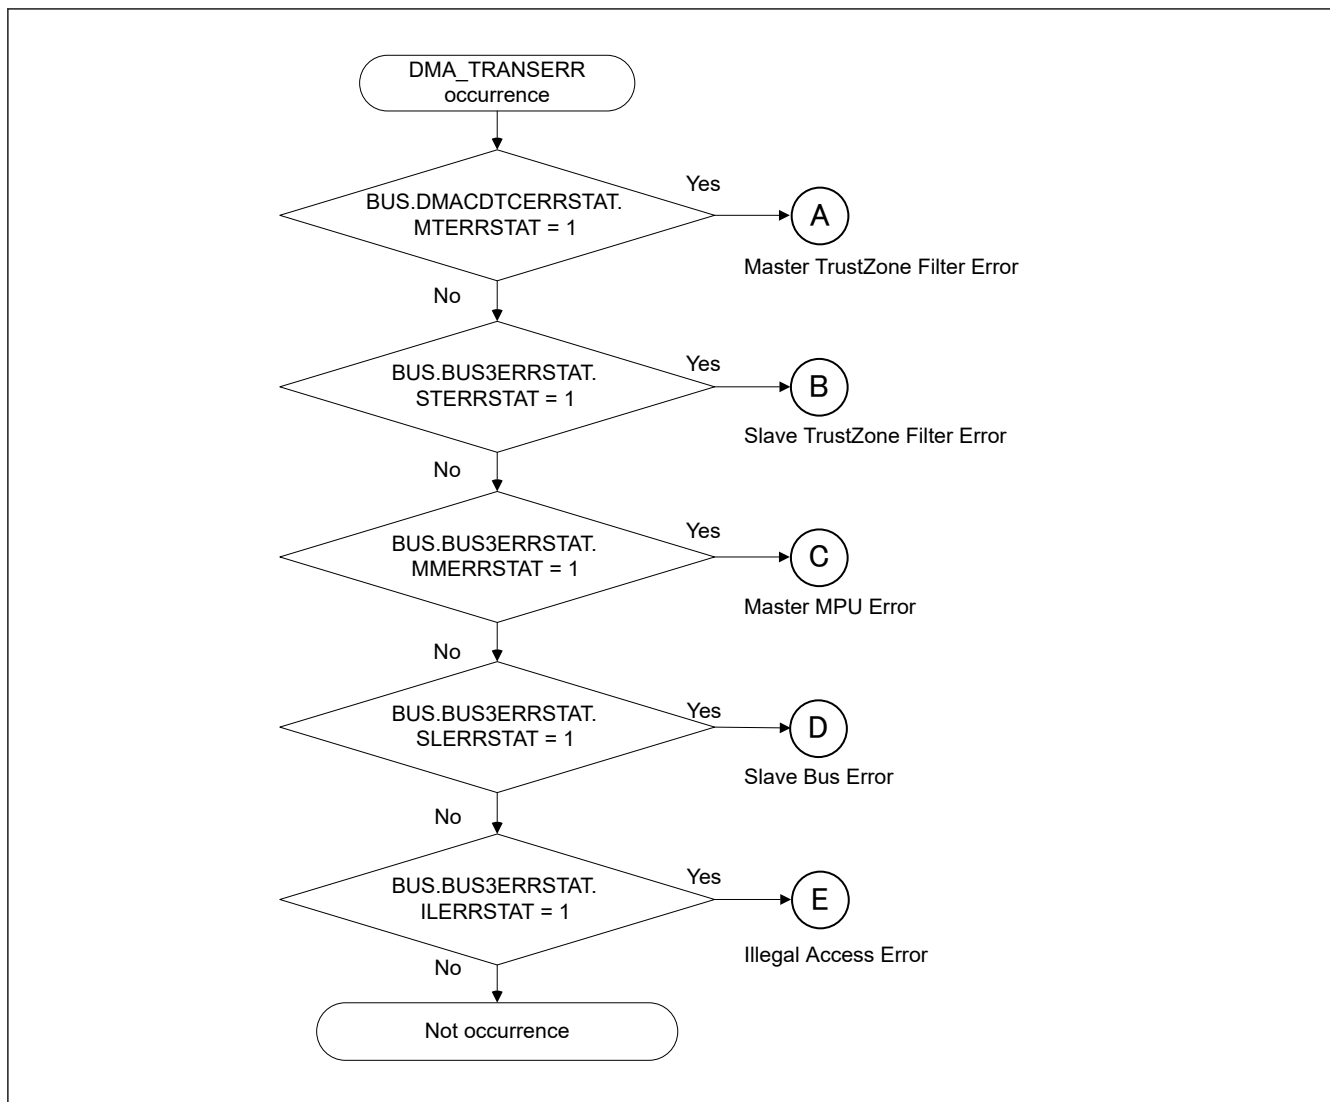 DMA_TRANSERR
occurrence
BUS.DMACDTCERRSTAT.
MTERRSTAT = 1
Yes
A
Master TrustZone Filter Error
No
BUS.BUS3ERRSTAT.
STERRSTAT = 1
Yes
B
Slave TrustZone Filter Error
No
BUS.BUS3ERRSTAT.
MMERRSTAT = 1
Yes
C
Master MPU Error
No
BUS.BUS3ERRSTAT.
SLERRSTAT = 1
Yes
D
Slave Bus Error
No
BUS.BUS3ERRSTAT.
ILERRSTAT = 1
Yes
E
Illegal Access Error
No
Not occurrence